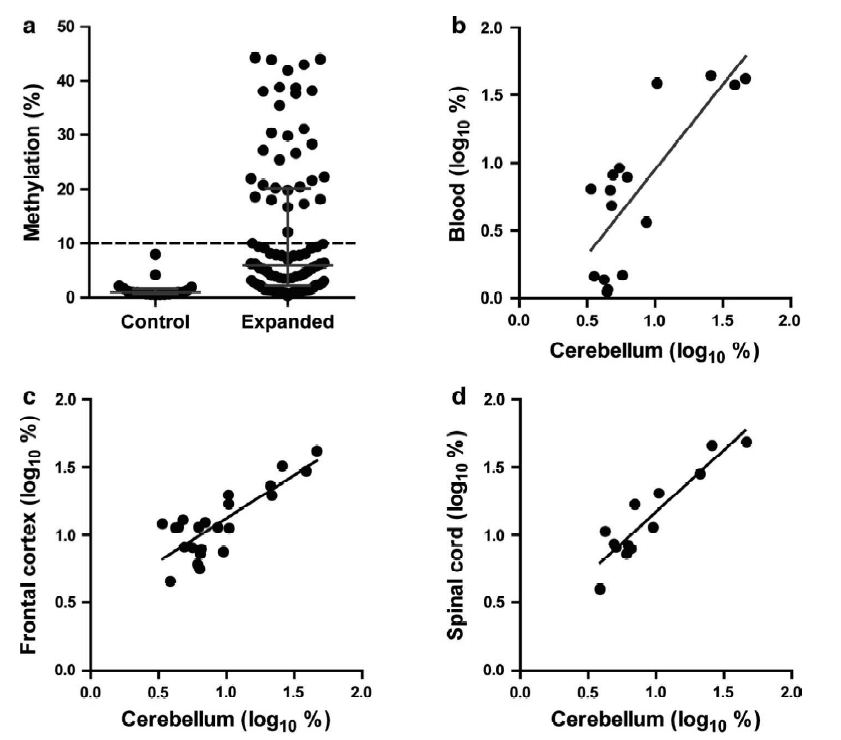 a
50
40
30
20
10
0
Methylation (%)
Control
Expanded
b
2.0
1.5
1.0
0.5
0.0
Blood (log10 %)
0.0 0.5 1.0 1.5 2.0
Cerebellum (log10 %)
c
2.0
1.5
1.0
0.5
0.0
Frontal cortex (log10 %)
0.0 0.5 1.0 1.5 2.0
Cerebellum (log10 %)
d
2.0
1.5
1.0
0.5
0.0
Spinal cord (log10 %)
0.0 0.5 1.0 1.5 2.0
Cerebellum (log10 %)